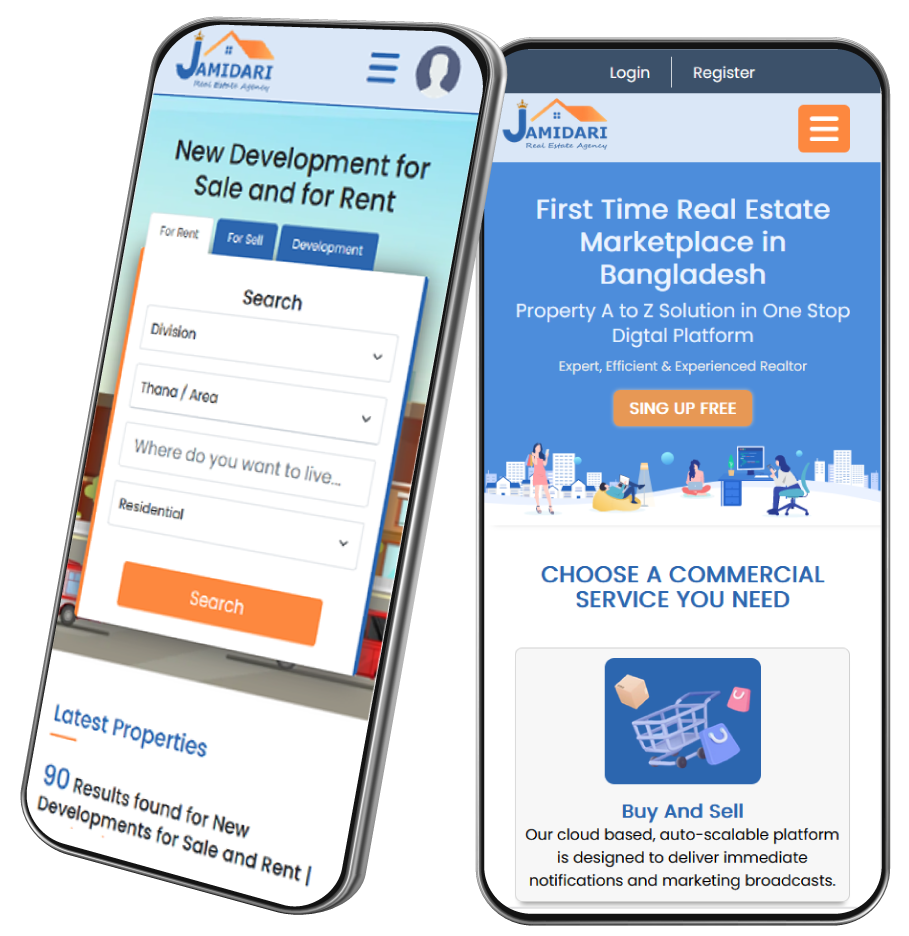 JAMIDARI
Real Estate Agency
New Development for
Sale and for Rent
For Rent
For Sell
Development
Search
Division
Thana / Area
Where do you want to live...
Residential
Search
Latest Properties
90 Results found for New
Developments for Sale and Rent |
Login
Register
JAMIDARI
Real Estate Agency
First Time Real Estate
Marketplace in
Bangladesh
Property A to Z Solution in One Stop
Digtal Platform
Expert, Efficient & Experienced Realtor
SING UP FREE
CHOOSE A COMMERCIAL
SERVICE YOU NEED
Buy And Sell
Our cloud based, auto-scalable platform
is designed to deliver immediate
notifications and marketing broadcasts.